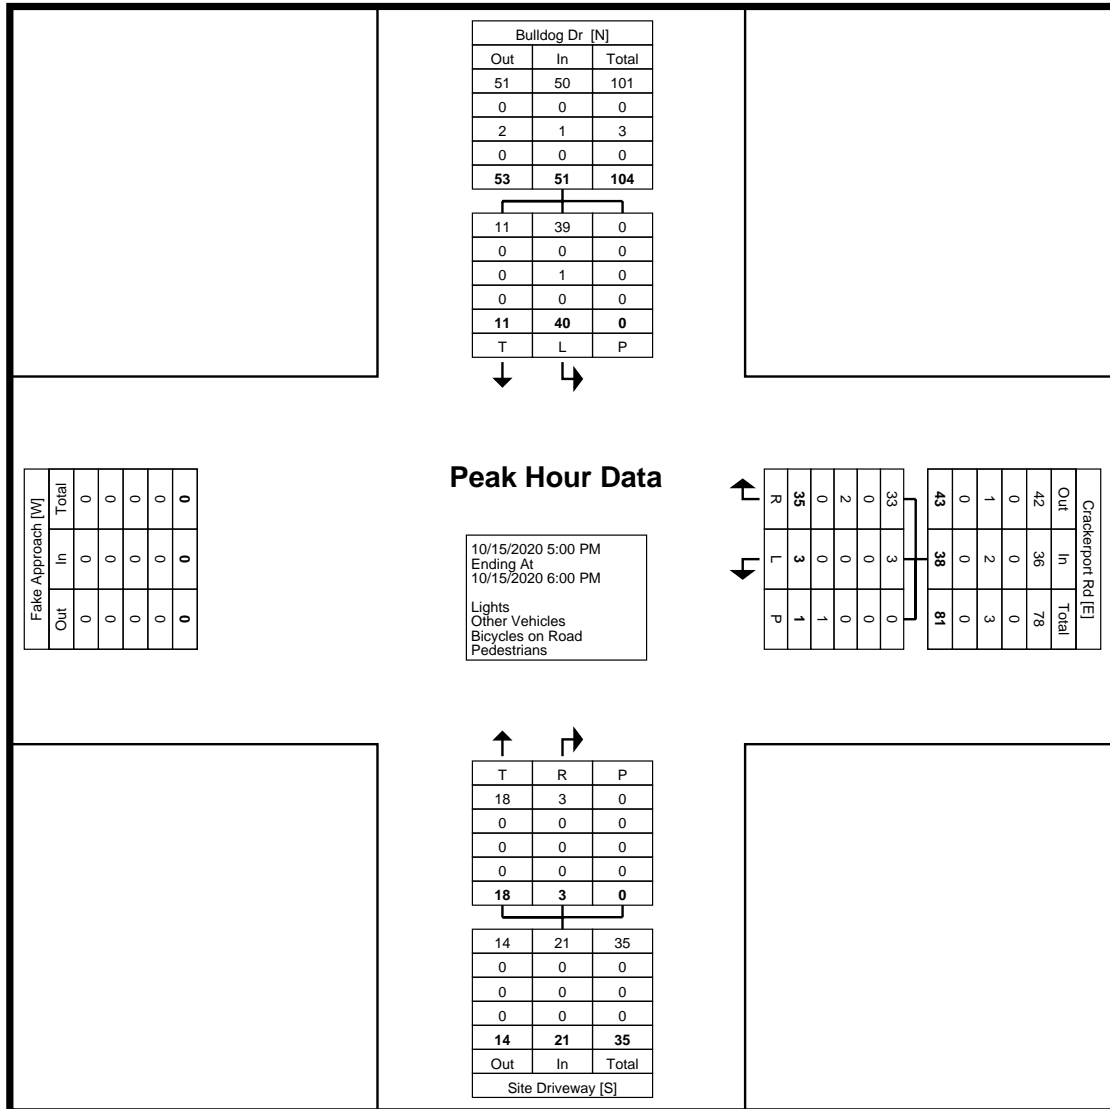 Bulldog Dr [N]
Out In Total
51 50 101
0 0 0
2 1 3
0 0 0
53 51 104
11 39 0
0 0 0
0 1 0
0 0 0
11 40 0
T L P
Fake Approach [W]
Total In Out
0 0 0
0 0 0
0 0 0
0 0 0
0 0 0
Peak Hour Data
10/15/2020 5:00 PM
Ending At
10/15/2020 6:00 PM
Lights
Other Vehicles
Bicycles on Road
Pedestrians
Crackerport Rd [E]
Out In Total
42 36 78
0 0 0
1 2 3
0 0 0
43 38 81
33 3 0
0 0 0
2 0 0
0 0 1
35 3 1
R L P
T R P
18 3 0
0 0 0
0 0 0
0 0 0
18 3 0
14 21 35
0 0 0
0 0 0
0 0 0
14 21 35
Out In Total
Site Driveway [S]